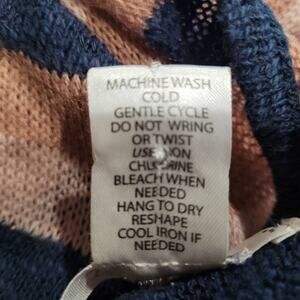 MACHINE WASH
COLD
GENTLE CYCLE
DO NOT WRING
OR TWIST
USE NON
CHLORINE
BLEACH WHEN
NEEDED
HANG TO DRY
RESHAPE
COOL IRON IF
NEEDED